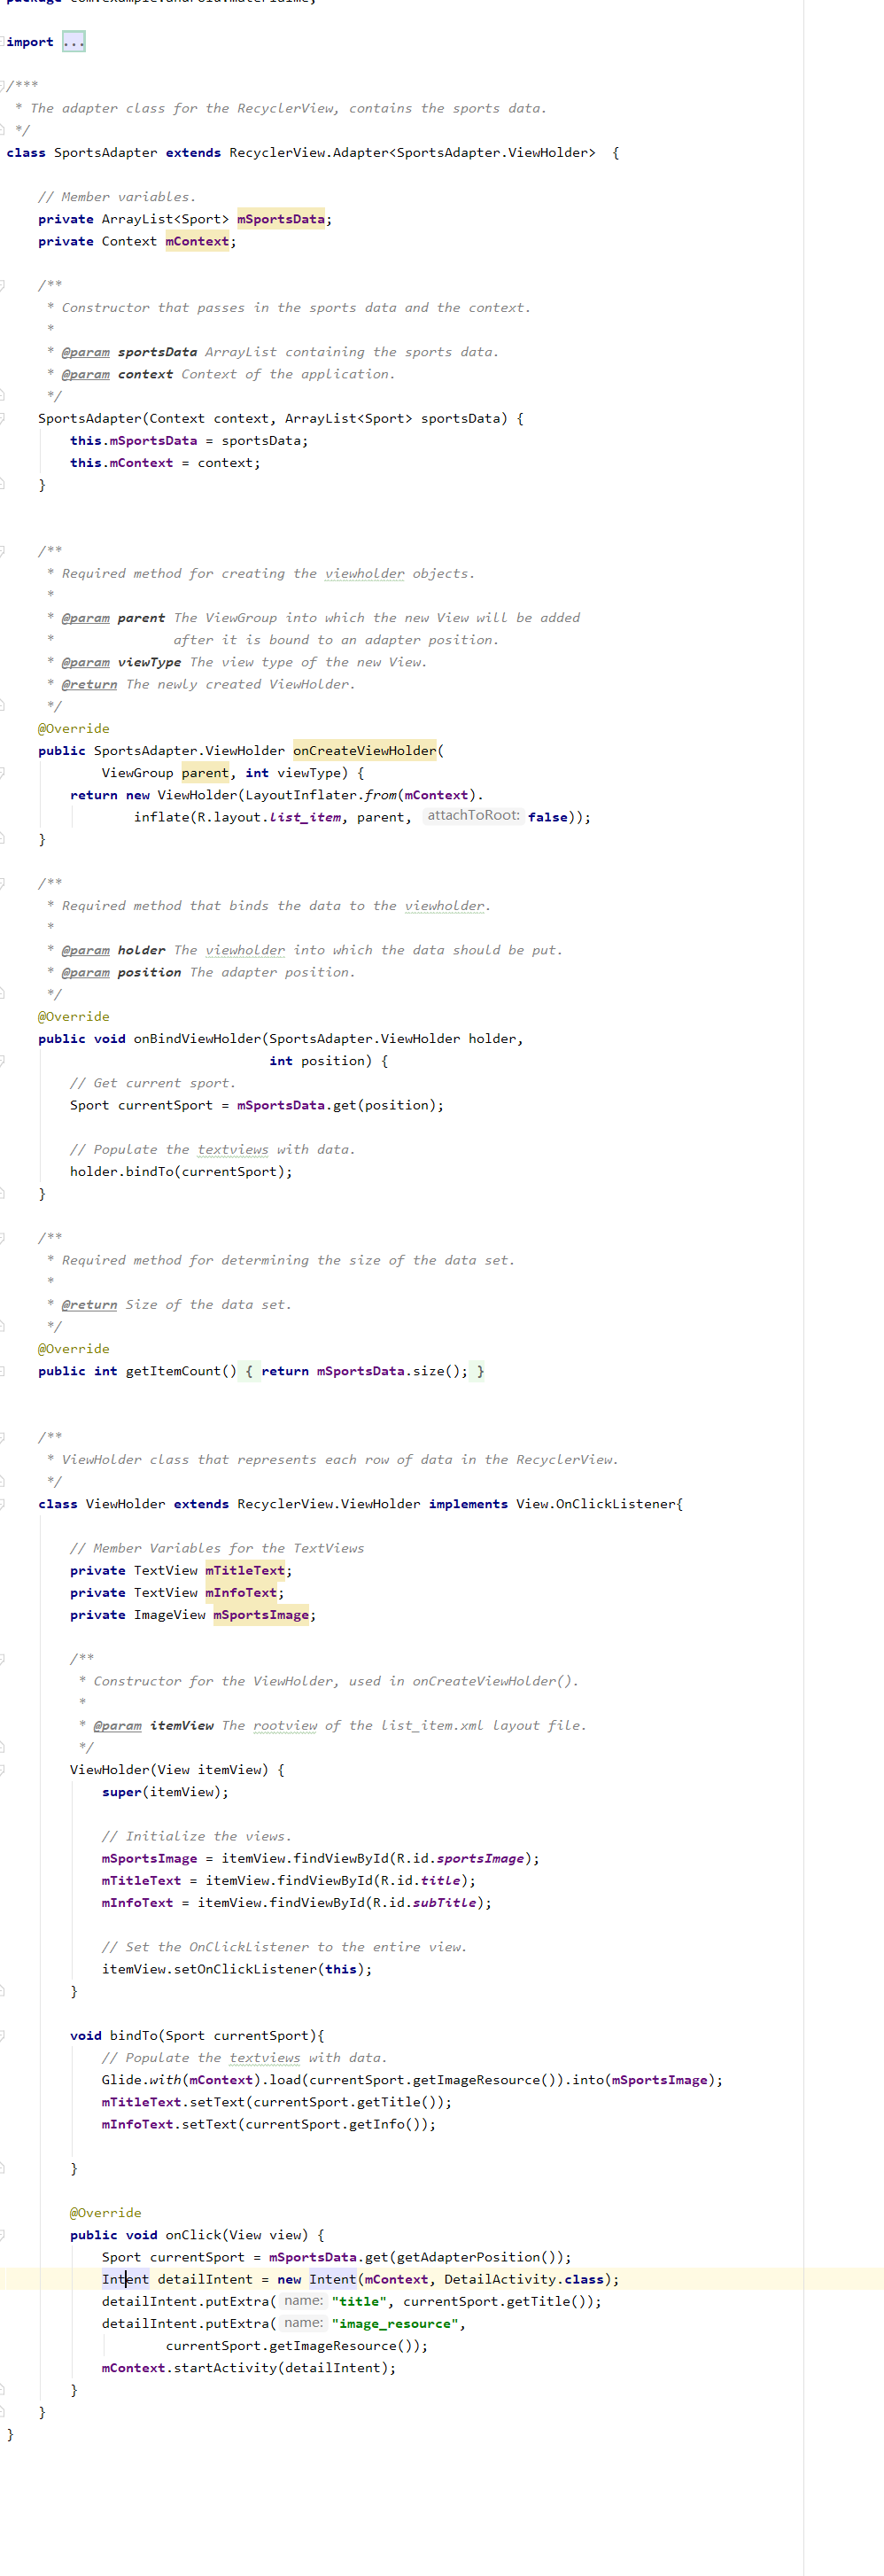 import ...
/***
 * The adapter class for the RecyclerView, contains the sports data.
 */
class SportsAdapter extends RecyclerView.Adapter<SportsAdapter.ViewHolder>  {
    // Member variables.
    private ArrayList<Sport> mSportsData;
    private Context mContext;
    /**
     * Constructor that passes in the sports data and the context.
     *
     * @param sportsData ArrayList containing the sports data.
     * @param context Context of the application.
     */
    SportsAdapter(Context context, ArrayList<Sport> sportsData) {
        this.mSportsData = sportsData;
        this.mContext = context;
    }
    /**
     * Required method for creating the viewholder objects.
     *
     * @param parent The ViewGroup into which the new View will be added
     *               after it is bound to an adapter position.
     * @param viewType The view type of the new View.
     * @return The newly created ViewHolder.
     */
    @Override
    public SportsAdapter.ViewHolder onCreateViewHolder(
            ViewGroup parent, int viewType) {
        return new ViewHolder(LayoutInflater.from(mContext).
                inflate(R.layout.list_item, parent, attachToRoot: false));
    }
    /**
     * Required method that binds the data to the viewholder.
     *
     * @param holder The viewholder into which the data should be put.
     * @param position The adapter position.
     */
    @Override
    public void onBindViewHolder(SportsAdapter.ViewHolder holder,
                                 int position) {
        // Get current sport.
        Sport currentSport = mSportsData.get(position);
        // Populate the textviews with data.
        holder.bindTo(currentSport);
    }
    /**
     * Required method for determining the size of the data set.
     *
     * @return Size of the data set.
     */
    @Override
    public int getItemCount() { return mSportsData.size(); }
    /**
     * ViewHolder class that represents each row of data in the RecyclerView.
     */
    class ViewHolder extends RecyclerView.ViewHolder implements View.OnClickListener{
        // Member Variables for the TextViews
        private TextView mTitleText;
        private TextView mInfoText;
        private ImageView mSportsImage;
        /**
         * Constructor for the ViewHolder, used in onCreateViewHolder().
         *
         * @param itemView The rootview of the list_item.xml layout file.
         */
        ViewHolder(View itemView) {
            super(itemView);
            // Initialize the views.
            mSportsImage = itemView.findViewById(R.id.sportsImage);
            mTitleText = itemView.findViewById(R.id.title);
            mInfoText = itemView.findViewById(R.id.subTitle);
            // Set the OnClickListener to the entire view.
            itemView.setOnClickListener(this);
        }
        void bindTo(Sport currentSport){
            // Populate the textviews with data.
            Glide.with(mContext).load(currentSport.getImageResource()).into(mSportsImage);
            mTitleText.setText(currentSport.getTitle());
            mInfoText.setText(currentSport.getInfo());
        }
        @Override
        public void onClick(View view) {
            Sport currentSport = mSportsData.get(getAdapterPosition());
            Intent detailIntent = new Intent(mContext, DetailActivity.class);
            detailIntent.putExtra( name: "title", currentSport.getTitle());
            detailIntent.putExtra( name: "image_resource",
                    currentSport.getImageResource());
            mContext.startActivity(detailIntent);
        }
    }
}